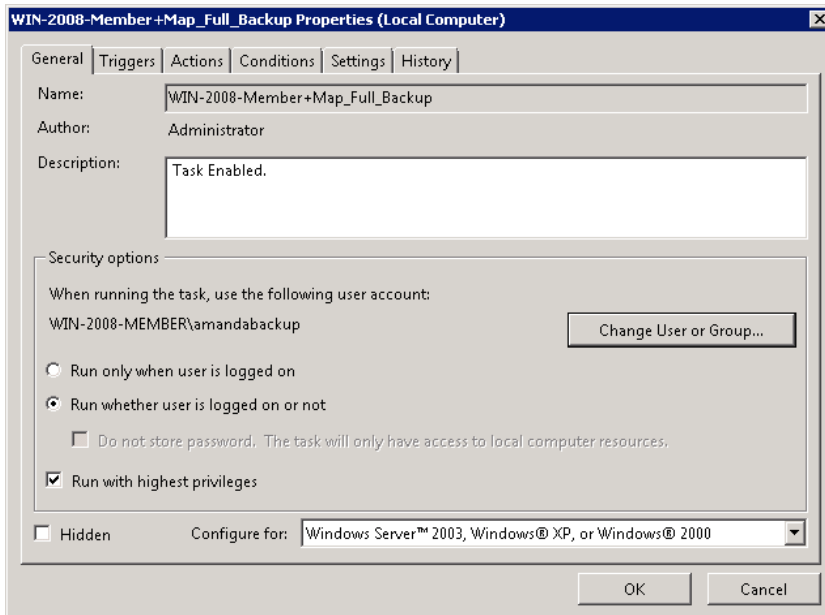 WIN-2008-Member+Map_Full_Backup Properties (Local Computer)
General Triggers Actions Conditions Settings History
Name: WIN-2008-Member+Map_Full_Backup
Author: Administrator
Description: Task Enabled.
Security options
When running the task, use the following user account:
WIN-2008-MEMBER\amandabackup
Change User or Group...
Run only when user is logged on
Run whether user is logged on or not
Do not store password. The task will only have access to local computer resources.
Run with highest privileges
Hidden Configure for: Windows Server™ 2003, Windows® XP, or Windows® 2000
OK Cancel